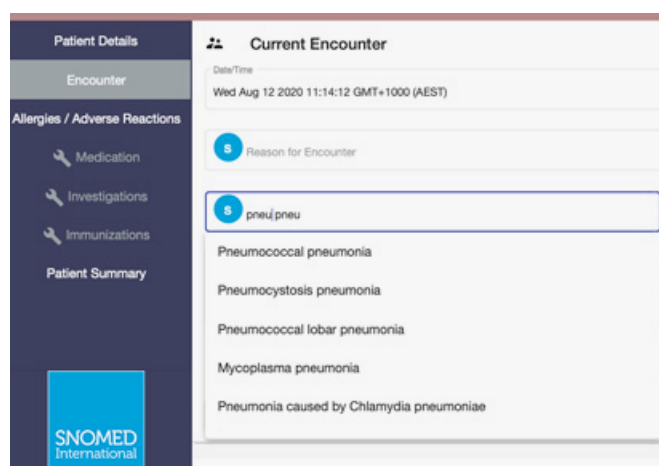 Patient Details
Encounter
Allergies / Adverse Reactions
Medication
Investigations
Immunizations
Patient Summary
SNOMED
International
Current Encounter
Date/Time
Wed Aug 12 2020 11:14:12 GMT+1000 (AEST)
S Reason for Encounter
S pneu pneu
Pneumococcal pneumonia
Pneumocystosis pneumonia
Pneumococcal lobar pneumonia
Mycoplasma pneumonia
Pneumonia caused by Chlamydia pneumoniae